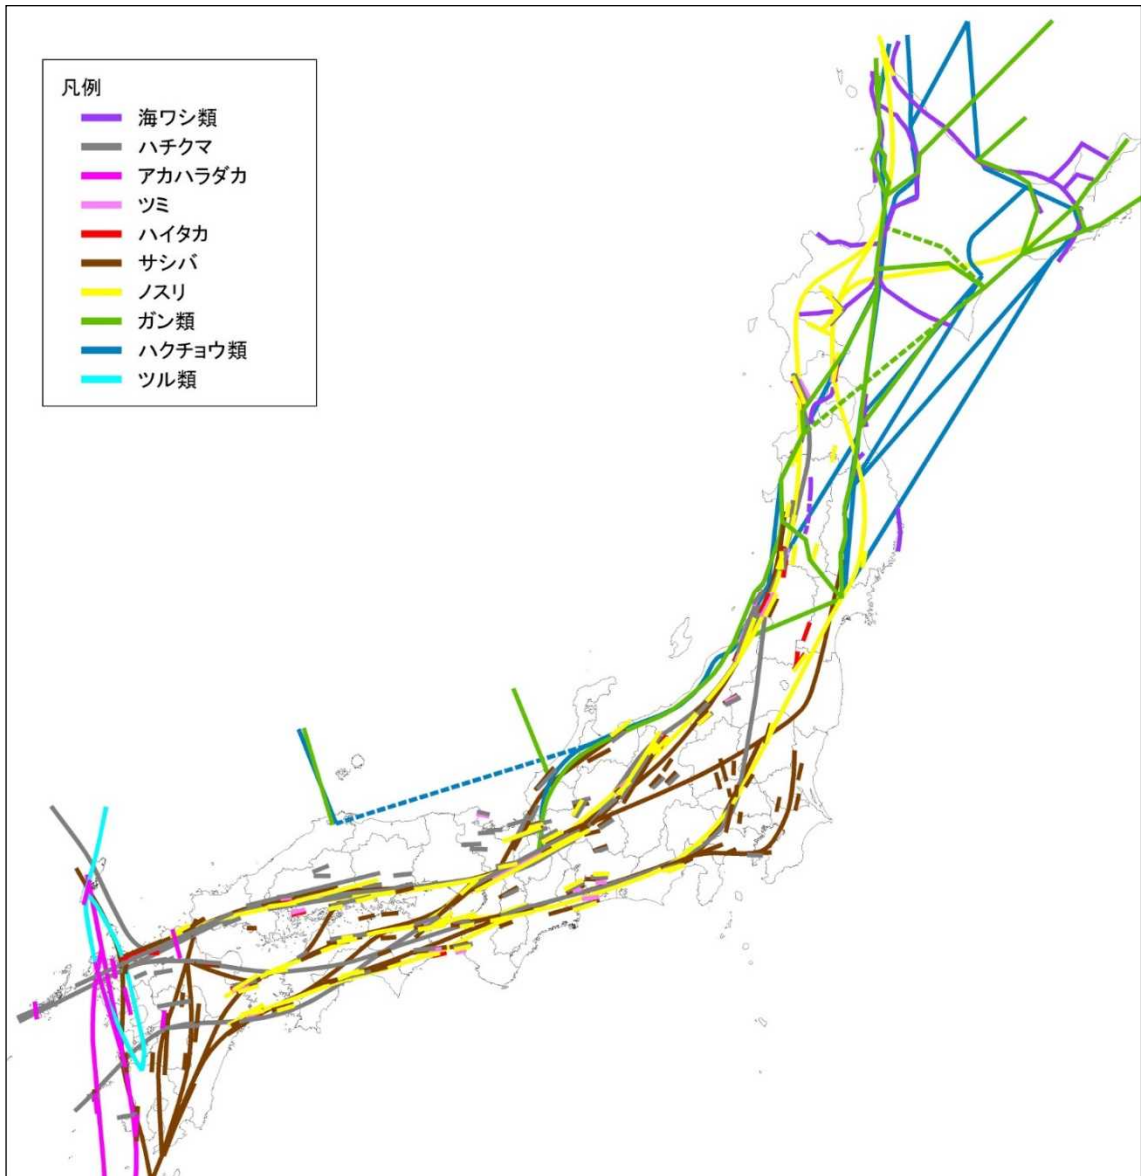 凡例
海ワシ類
ハチクマ
アカハラダカ
ツミ
ハイタカ
サシバ
ノスリ
ガン類
ハクチョウ類
ツル類